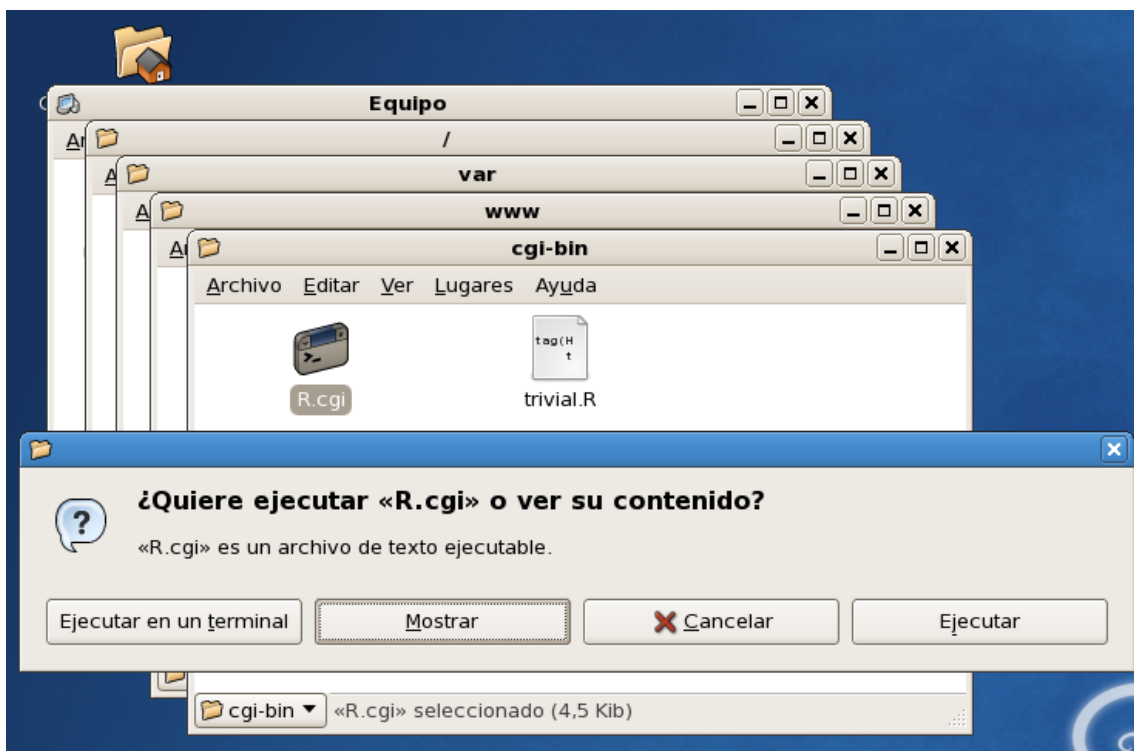 Equipo
/
var
www
cgi-bin
Archivo Editar Ver Lugares Ayuda
tag(H
t
R.cgi trivial.R
¿Quiere ejecutar «R.cgi» o ver su contenido?
«R.cgi» es un archivo de texto ejecutable.
Ejecutar en un terminal Mostrar Cancelar Ejecutar
cgi-bin «R.cgi» seleccionado (4,5 Kib)